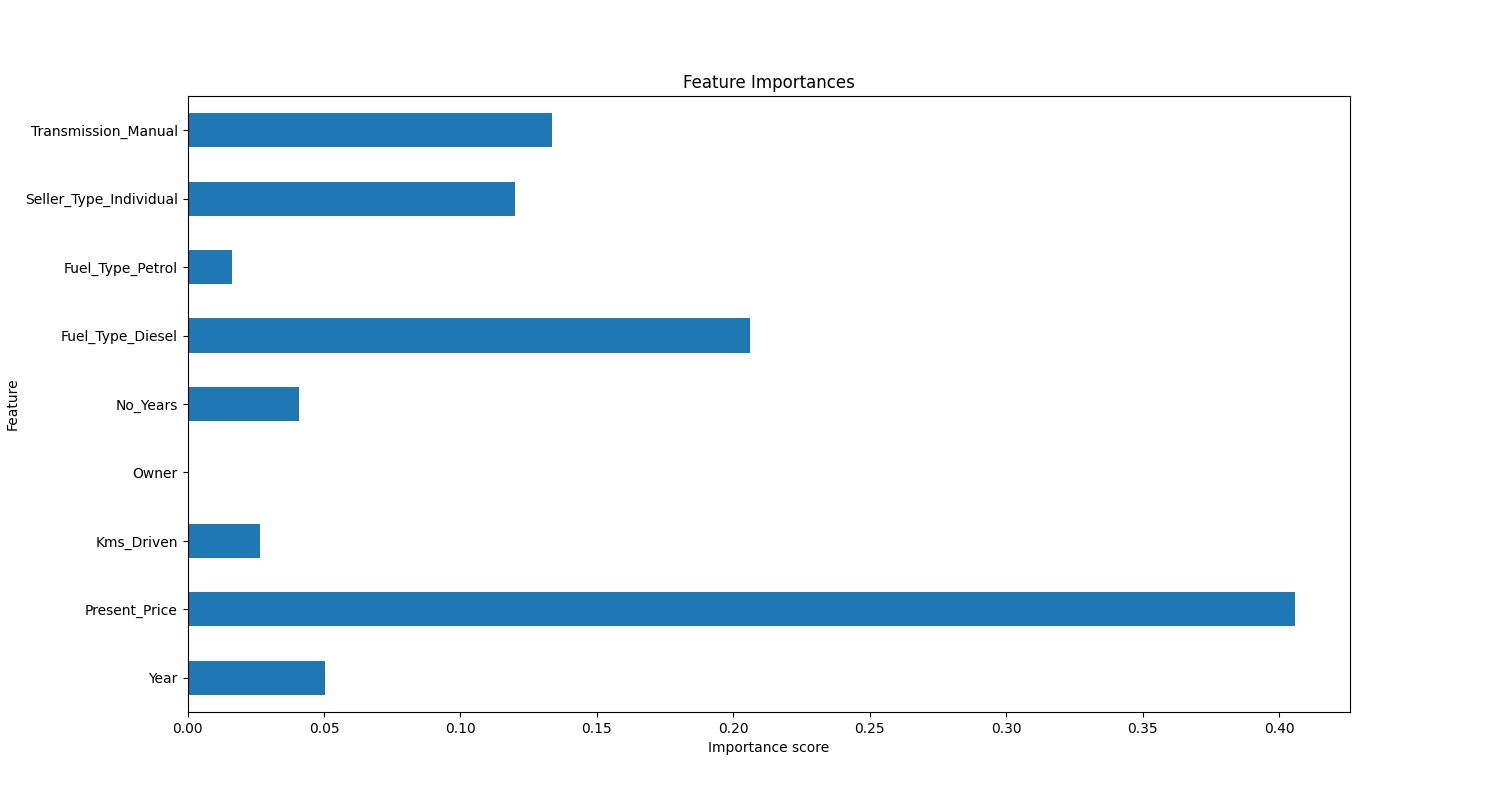 Feature Importances
Transmission_Manual
Seller_Type_Individual
Fuel_Type_Petrol
Fuel_Type_Diesel
No_Years
Owner
Kms_Driven
Present_Price
Year
Feature
0.00 0.05 0.10 0.15 0.20 0.25 0.30 0.35 0.40
Importance score